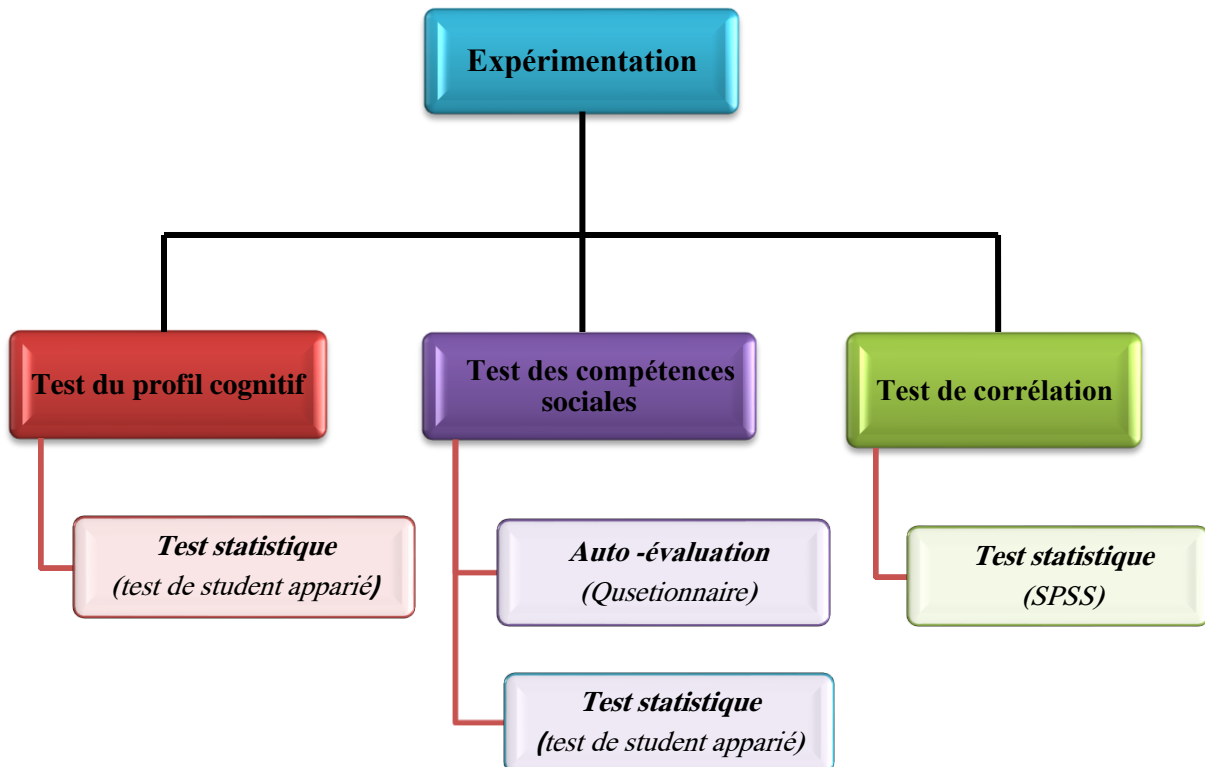 Expérimentation
Test du profil cognitif
Test des compétences
sociales
Test de corrélation
Test statistique
(test de student apparié)
Auto -évaluation
(Qusetionnaire)
Test statistique
(SPSS)
Test statistique
(test de student apparié)